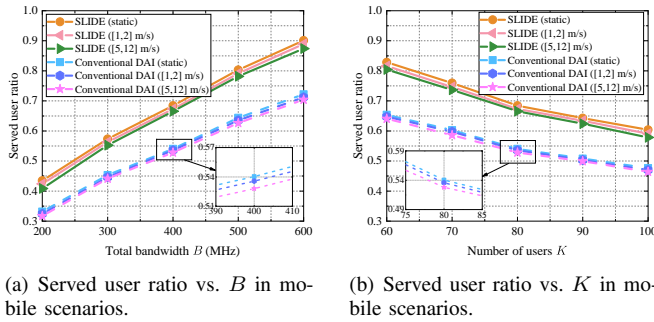 1.0
0.9
0.8
0.7
0.6
0.5
0.4
0.3
200 300 400 500 600
Served user ratio
Total bandwidth B (MHz)
SLIDE (static)
SLIDE ([1,2] m/s)
SLIDE ([5,12] m/s)
Conventional DAI (static)
Conventional DAI ([1,2] m/s)
Conventional DAI ([5,12] m/s)
0.57
0.54
0.51
390 400 410
(a) Served user ratio vs. B in mo-
bile scenarios.
1.0
0.9
0.8
0.7
0.6
0.5
0.4
0.3
60 70 80 90 100
Served user ratio
Number of users K
SLIDE (static)
SLIDE ([1,2] m/s)
SLIDE ([5,12] m/s)
Conventional DAI (static)
Conventional DAI ([1,2] m/s)
Conventional DAI ([5,12] m/s)
0.59
0.54
0.49
75 80 85
(b) Served user ratio vs. K in mo-
bile scenarios.